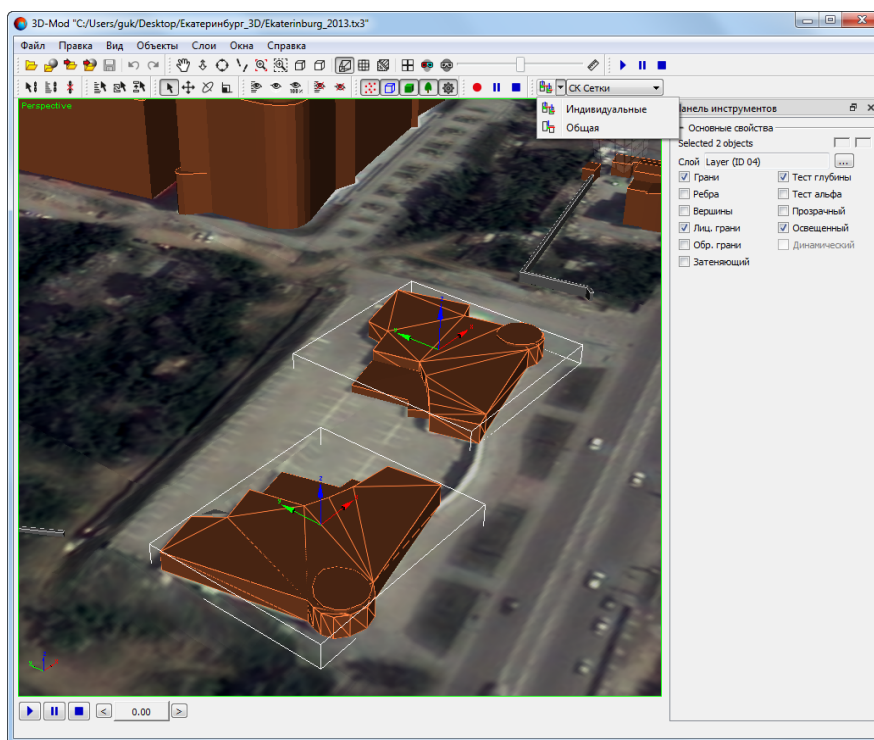 3D-Mod "C:/Users/guk/Desktop/Екатеринбург_3D/Ekaterinburg_2013.tx3"
Файл Правка Вид Объекты Слои Окна Справка
100%
СК Сетки
Индивидуальные
Общая
Perspective
Панель инструментов
Основные свойства
Selected 2 objects
Слой Layer (ID 04) ...
Грани Тест глубины
Ребра Тест альфа
Вершины Прозрачный
Лиц. грани Освещенный
Обр. грани Динамический
Затеняющий
z
z
< 0.00 >